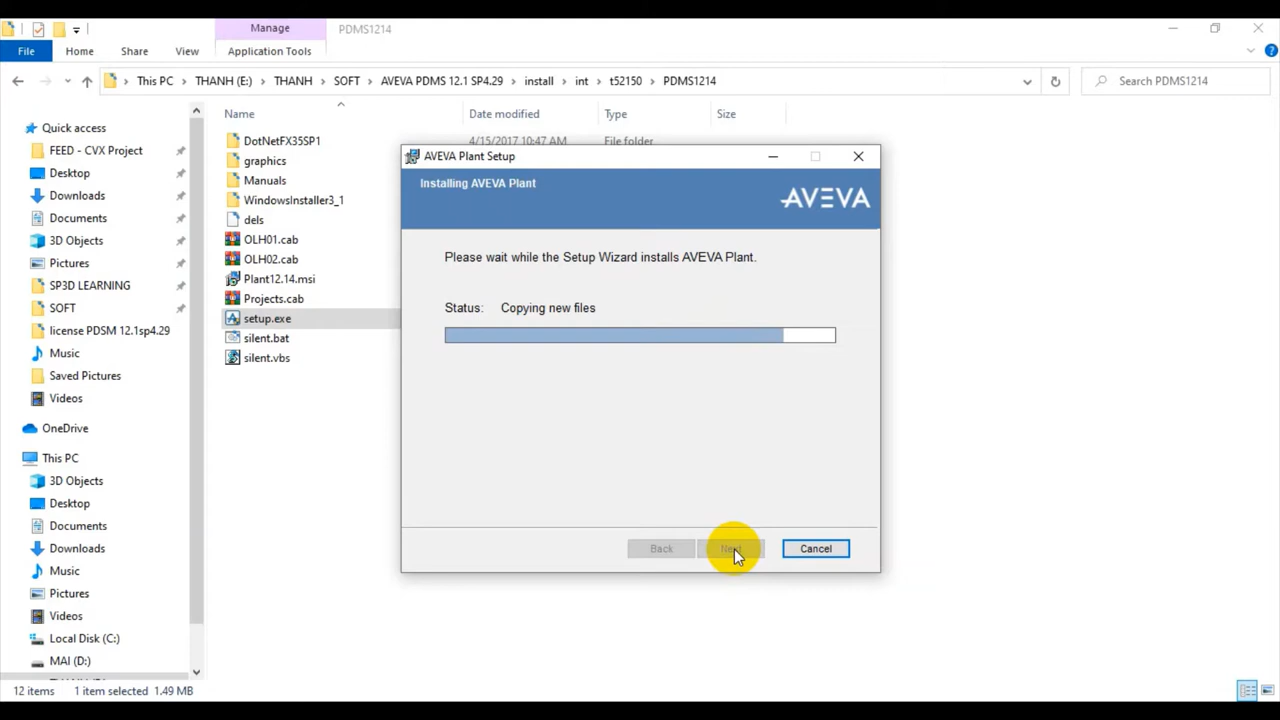 Manage
PDMS1214
File
Home
Share
View
Application Tools
This PC
THANH (E:)
THANH
SOFT
AVEVA PDMS 12.1 SP4.29
install
int
t52150
PDMS1214
Search PDMS1214
Quick access
FEED - CVX Project
Desktop
Downloads
Documents
3D Objects
Pictures
SP3D LEARNING
SOFT
license PDSM 12.1sp4.29
Music
Saved Pictures
Videos
OneDrive
This PC
3D Objects
Desktop
Documents
Downloads
Music
Pictures
Videos
Local Disk (C:)
MAI (D:)
Name
Date modified
Type
Size
DotNetFX35SP1
4/15/2017 10:47 AM
File folder
graphics
Manuals
WindowsInstaller3_1
dels
OLH01.cab
OLH02.cab
Plant12.14.msi
Projects.cab
setup.exe
silent.bat
silent.vbs
AVEVA Plant Setup
Installing AVEVA Plant
AVEVA
Please wait while the Setup Wizard installs AVEVA Plant.
Status: Copying new files
Back
Next
Cancel
12 items
1 item selected 1.49 MB